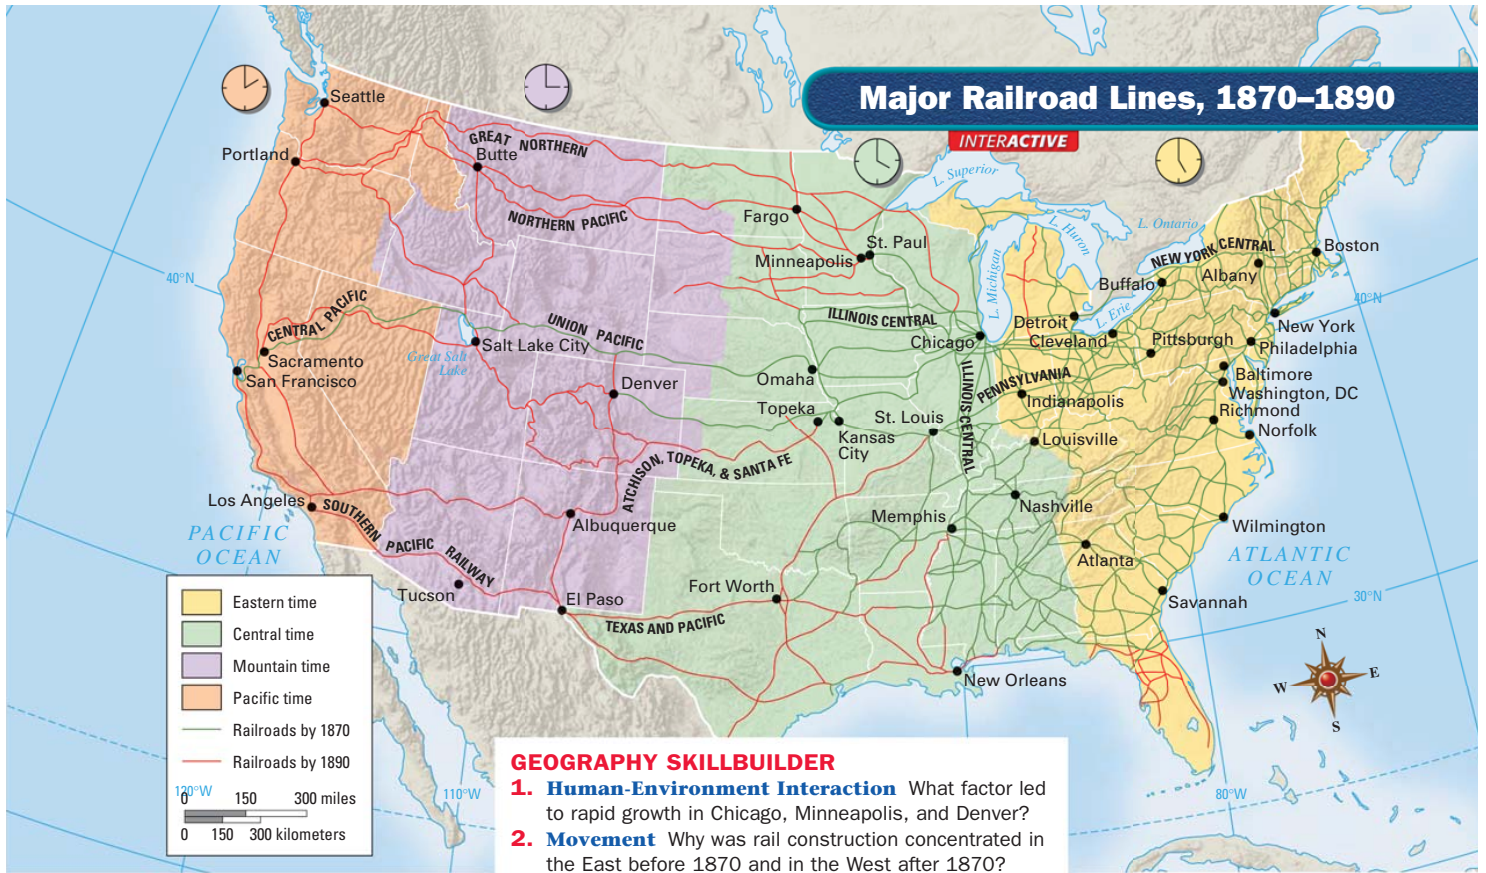 Major Railroad Lines, 1870–1890
INTERACTIVE
Seattle
Portland
GREAT NORTHERN
Butte
NORTHERN PACIFIC
Fargo
L. Superior
St. Paul
Minneapolis
L. Michigan
L. Huron
L. Ontario
L. Erie
NEW YORK CENTRAL
Boston
Albany
Buffalo
40°N
40°N
CENTRAL PACIFIC
Sacramento
San Francisco
Great Salt
Lake
Salt Lake City
UNION PACIFIC
Denver
Omaha
Topeka
Kansas
City
St. Louis
ILLINOIS CENTRAL
Chicago
ILLINOIS CENTRAL
PENNSYLVANIA
Detroit
Cleveland
Pittsburgh
New York
Philadelphia
Baltimore
Washington, DC
Richmond
Norfolk
Indianapolis
Louisville
Los Angeles
SOUTHERN PACIFIC RAILWAY
ATCHISON, TOPEKA, & SANTA FE
Albuquerque
Memphis
Nashville
Wilmington
Atlanta
PACIFIC
OCEAN
ATLANTIC
OCEAN
Tucson
El Paso
Fort Worth
TEXAS AND PACIFIC
Savannah
30°N
New Orleans
N
W
E
S
Eastern time
Central time
Mountain time
Pacific time
Railroads by 1870
Railroads by 1890
120°W
0 150 300 miles
0 150 300 kilometers
110°W
80°W
GEOGRAPHY SKILLBUILDER
1. Human-Environment Interaction What factor led
to rapid growth in Chicago, Minneapolis, and Denver?
2. Movement Why was rail construction concentrated in
the East before 1870 and in the West after 1870?